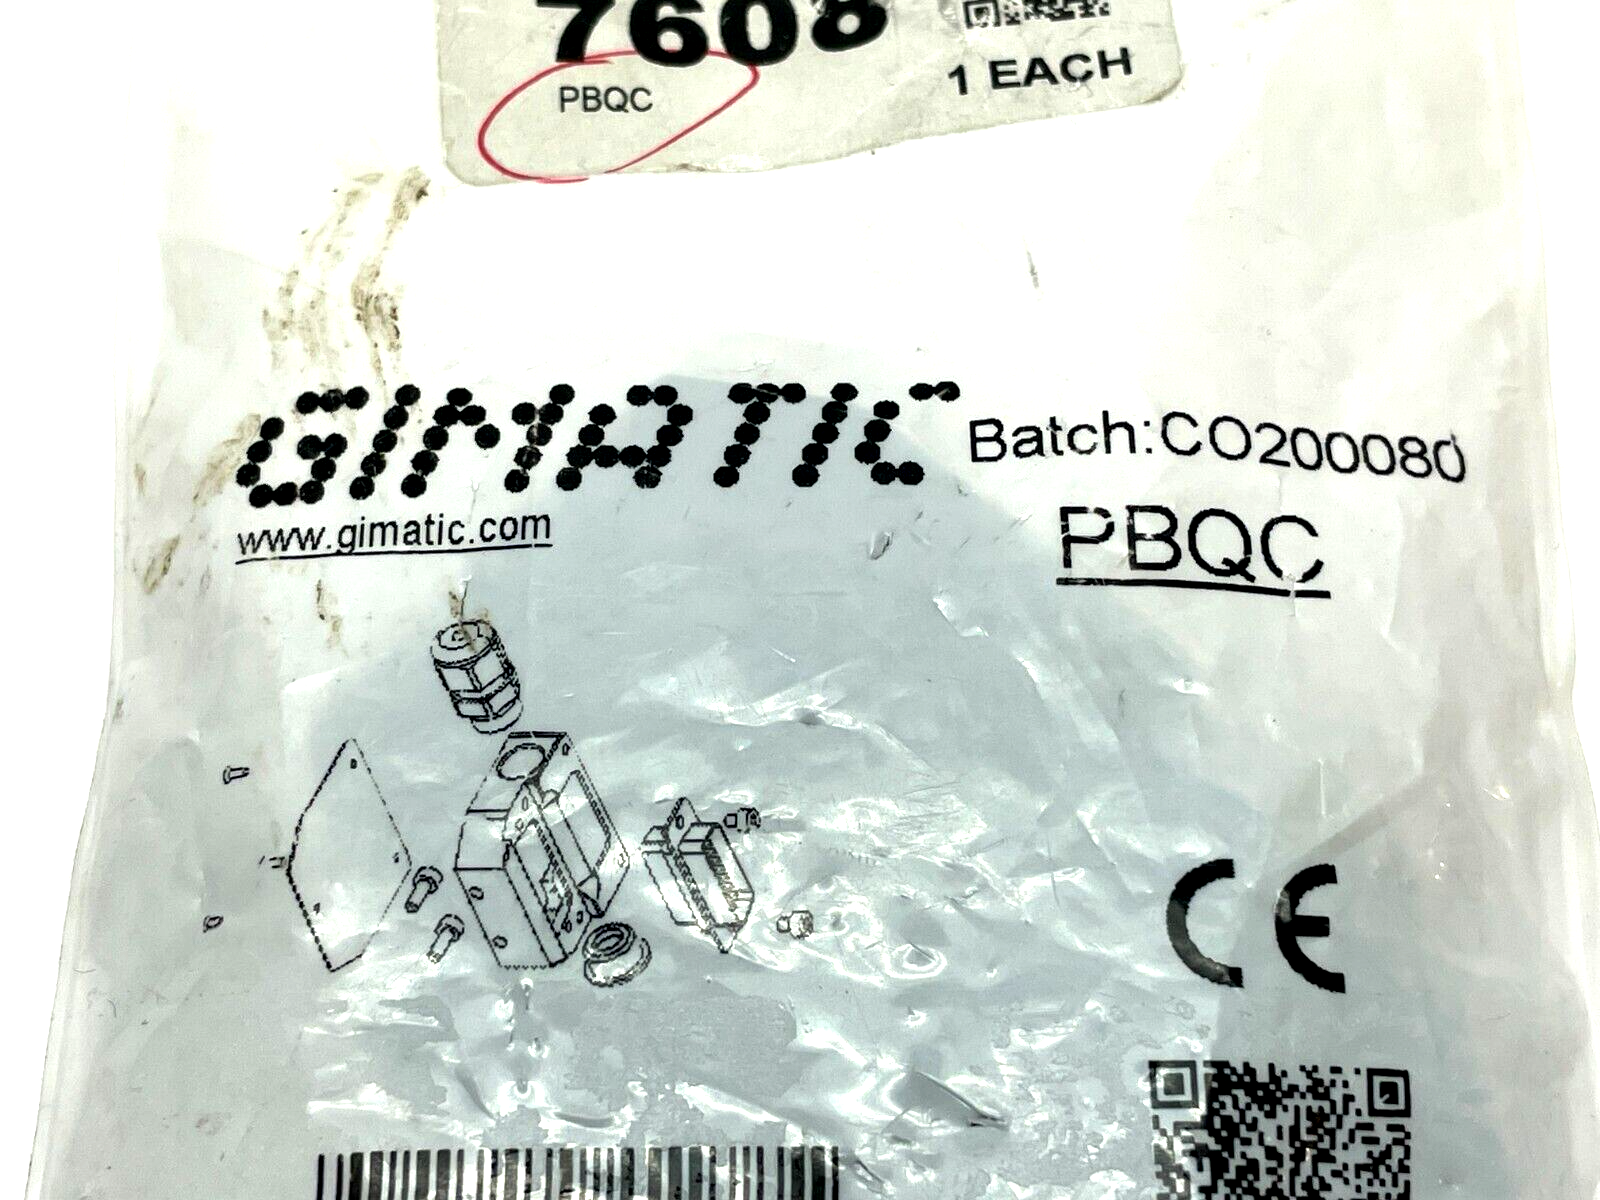 7608
PBQC
1 EACH
GIMATIC
www.gimatic.com
Batch:CO200080
PBQC
CE